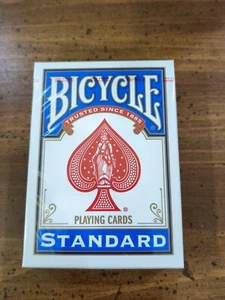 BICYCLE
TRUSTED SINCE 1885
®
PLAYING CARDS
STANDARD